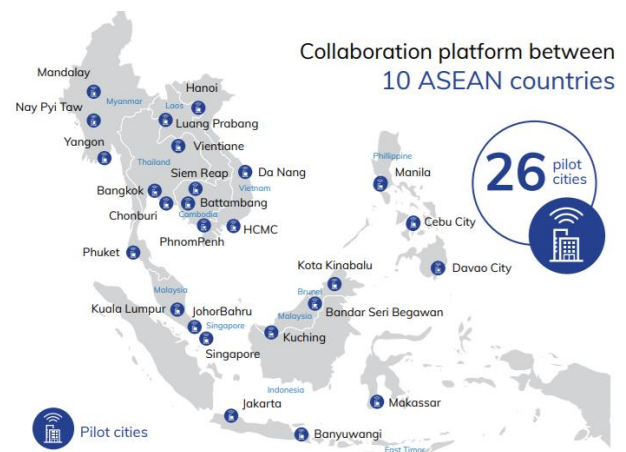 Collaboration platform between
10 ASEAN countries
26 pilot
cities
Mandalay
Hanoi
Myanmar
Laos
Nay Pyi Taw
Luang Prabang
Yangon
Vientiane
Thailand
Phillippine
Siem Reap
Da Nang
Manila
Bangkok
Vietnam
Battambang
Chonburi
Cambodia
Cebu City
HCMC
PhnomPenh
Phuket
Kota Kinabalu
Davao City
Malaysia
Brunei
Kuala Lumpur
JohorBahru
Malaysia
Bandar Seri Begawan
Singapore
Kuching
Singapore
Indonesia
Jakarta
Makassar
Pilot cities
Banyuwangi
East Timor